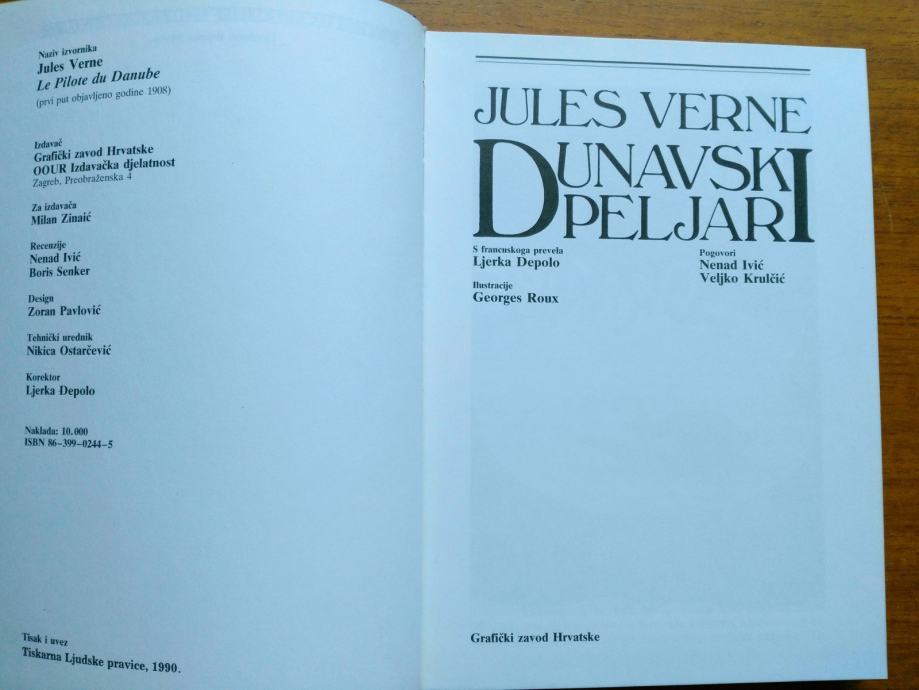 Naziv izvornika
Jules Verne
Le Pilote du Danube
(prvi put objavljeno godine 1908)
Izdavač
Grafički zavod Hrvatske
OOUR Izdavačka djelatnost
Zagreb, Preobraženska 4
Za izdavača
Milan Zinaić
Recenzije
Nenad Ivić
Boris Senker
Design
Zoran Pavlović
Tehnički urednik
Nikica Ostarčević
Korektor
Ljerka Depolo
Naklada: 10.000
ISBN 86-399-0244-5
Tisak i uvez
Tiskarna Ljudske pravice, 1990.
JULES VERNE
DUNAVSKI
PELJAR
S francuskoga prevela
Ljerka Depolo
Ilustracije
Georges Roux
Pogovori
Nenad Ivić
Veljko Krulčić
Grafički zavod Hrvatske